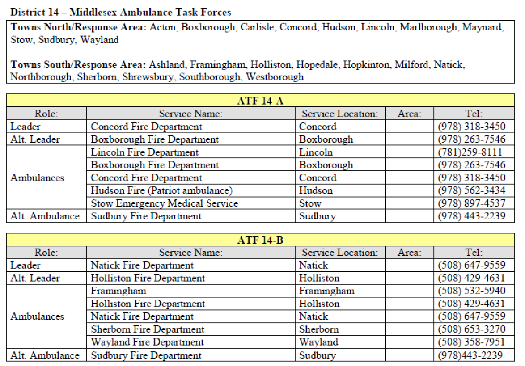 District 14 – Middlesex Ambulance Task Forces
Towns North/Response Area: Acton, Boxborough, Carlisle, Concord, Hudson, Lincoln, Marlborough, Maynard,
Stow, Sudbury, Wayland
Towns South/Response Area: Ashland, Framingham, Holliston, Hopedale, Hopkinton, Milford, Natick,
Northborough, Sherborn, Shrewsbury, Southborough, Westborough
ATF 14-A
Role: Service Name: Service Location: Area: Tel:
Leader Concord Fire Department Concord (978) 318-3450
Alt. Leader Boxborough Fire Department Boxborough (978) 263-7546
Lincoln Fire Department Lincoln (781)259-8111
Boxborough Fire Department Boxborough (978) 263-7546
Ambulances Concord Fire Department Concord (978) 318-3450
Hudson Fire (Patriot ambulance) Hudson (978) 562-3434
Stow Emergency Medical Service Stow (978) 897-4537
Alt. Ambulance Sudbury Fire Department Sudbury (978) 443-2239
ATF 14-B
Role: Service Name: Service Location: Area: Tel:
Leader Natick Fire Department Natick (508) 647-9559
Alt. Leader Holliston Fire Department Holliston (508) 429-4631
Framingham Framingham (508) 532-5940
Holliston Fire Department Holliston (508) 429-4631
Ambulances Natick Fire Department Natick (508) 647-9559
Sherborn Fire Department Sherborn (508) 653-3270
Wayland Fire Department Wayland (508) 358-7951
Alt. Ambulance Sudbury Fire Department Sudbury (978)443-2239